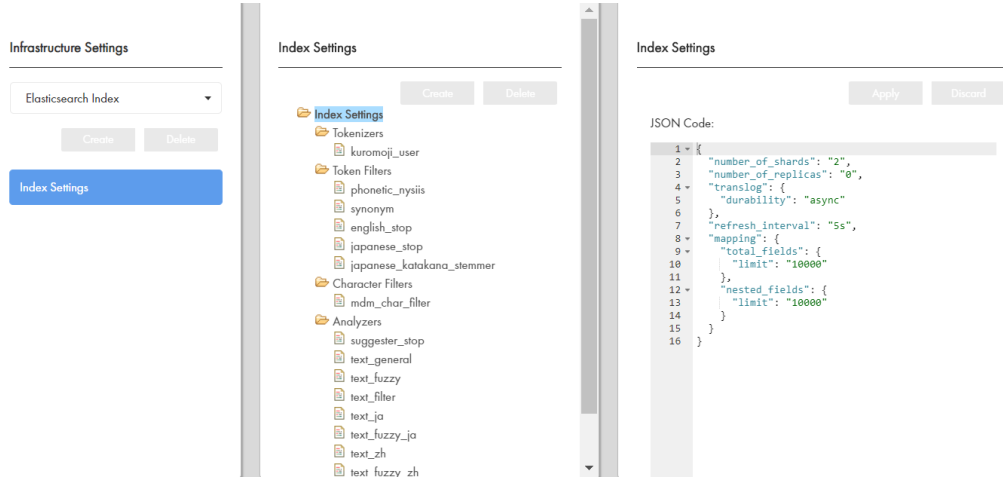 Infrastructure Settings
Elasticsearch Index
Create
Delete
Index Settings
Index Settings
Create
Delete
Index Settings
Tokenizers
kuromoji_user
Token Filters
phonetic_nysiis
synonym
english_stop
japanese_stop
japanese_katakana_stemmer
Character Filters
mdm_char_filter
Analyzers
suggester_stop
text_general
text_fuzzy
text_filter
text_ja
text_fuzzy_ja
text_zh
text_fuzzy_zh
Index Settings
Apply
Discard
JSON Code:
1 {
2 "number_of_shards": "2",
3 "number_of_replicas": "0",
4 "translog": {
5 "durability": "async"
6 },
7 "refresh_interval": "5s",
8 "mapping": {
9 "total_fields": {
10 "limit": "10000"
11 },
12 "nested_fields": {
13 "limit": "10000"
14 }
15 }
16 }